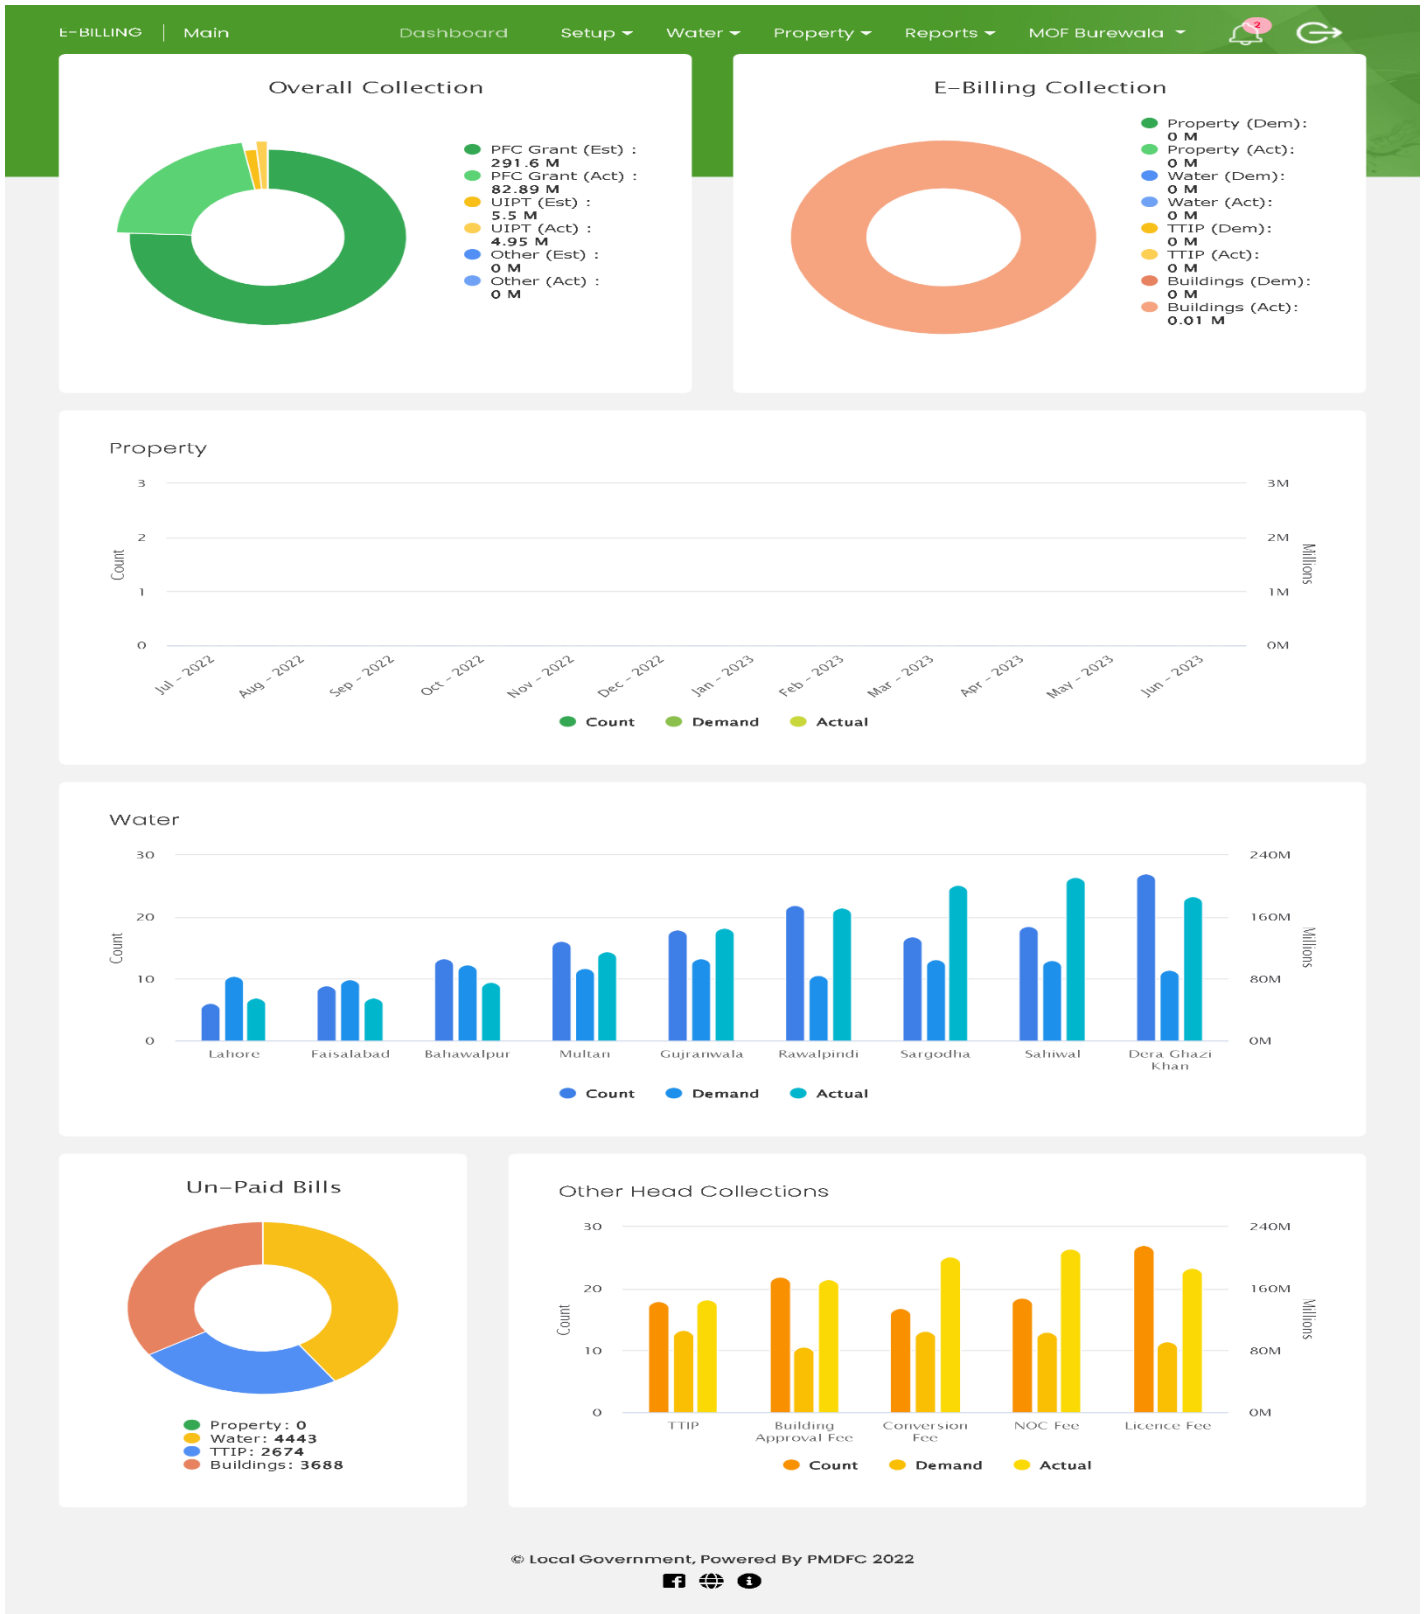 E-BILLING Main Dashboard Setup Water Property Reports MOF Burewala 2
Overall Collection
PFC Grant (Est) :
291.6 M
PFC Grant (Act) :
82.89 M
UIPT (Est) :
5.5 M
UIPT (Act) :
4.95 M
Other (Est) :
0 M
Other (Act) :
0 M
E-Billing Collection
Property (Dem):
0 M
Property (Act):
0 M
Water (Dem):
0 M
Water (Act):
0 M
TTIP (Dem):
0 M
TTIP (Act):
0 M
Buildings (Dem):
0 M
Buildings (Act):
0.01 M
Property
3 3M
2 2M
1 1M
0 0M
Count
Millions
Jul - 2022 Aug - 2022 Sep - 2022 Oct - 2022 Nov - 2022 Dec - 2022 Jan - 2023 Feb - 2023 Mar - 2023 Apr - 2023 May - 2023 Jun - 2023
Count Demand Actual
Water
30 240M
20 160M
10 80M
0 0M
Count
Millions
Lahore Faisalabad Bahawalpur Multan Gujranwala Rawalpindi Sargodha Sahiwal Dera Ghazi
Khan
Count Demand Actual
Un-Paid Bills
Property: 0
Water: 4443
TTIP: 2674
Buildings: 3688
Other Head Collections
30 240M
20 160M
10 80M
0 0M
Count
Millions
TTIP Building Conversion NOC Fee Licence Fee
Approval Fee Fee
Count Demand Actual
© Local Government, Powered By PMDFC 2022